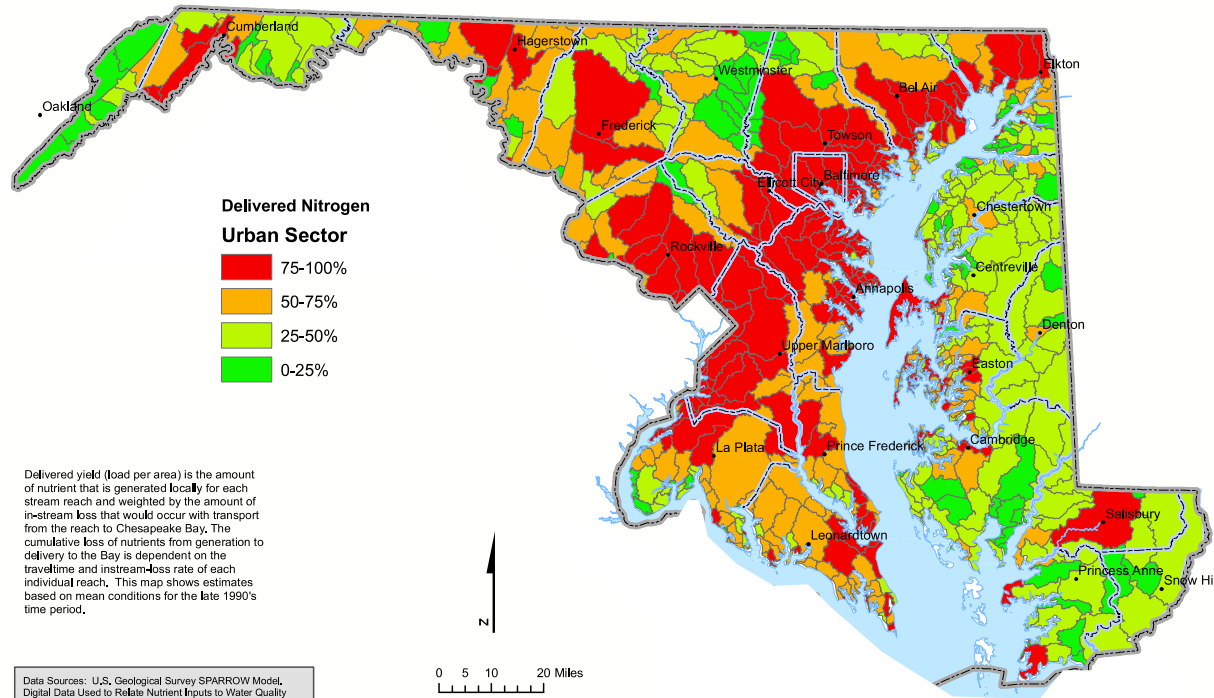 Cumberland
Hagerstown
Oakland
Westminster
Elkton
Bel Air
Frederick
Towson
Ellicott City
Baltimore
Delivered Nitrogen
Urban Sector
75-100%
50-75%
25-50%
0-25%
Chestertown
Rockville
Centreville
Annapolis
Denton
Upper Marlboro
Easton
La Plata
Prince Frederick
Cambridge
Salisbury
Leonardtown
Princess Anne
Snow Hi
Delivered yield (load per area) is the amount
of nutrient that is generated locally for each
stream reach and weighted by the amount of
in-stream loss that would occur with transport
from the reach to Chesapeake Bay. The
cumulative loss of nutrients from generation to
delivery to the Bay is dependent on the
traveltime and instream-loss rate of each
individual reach. This map shows estimates
based on mean conditions for the late 1990's
time period.
N
0 5 10 20 Miles
Data Sources: U.S. Geological Survey SPARROW Model,
Digital Data Used to Relate Nutrient Inputs to Water Quality